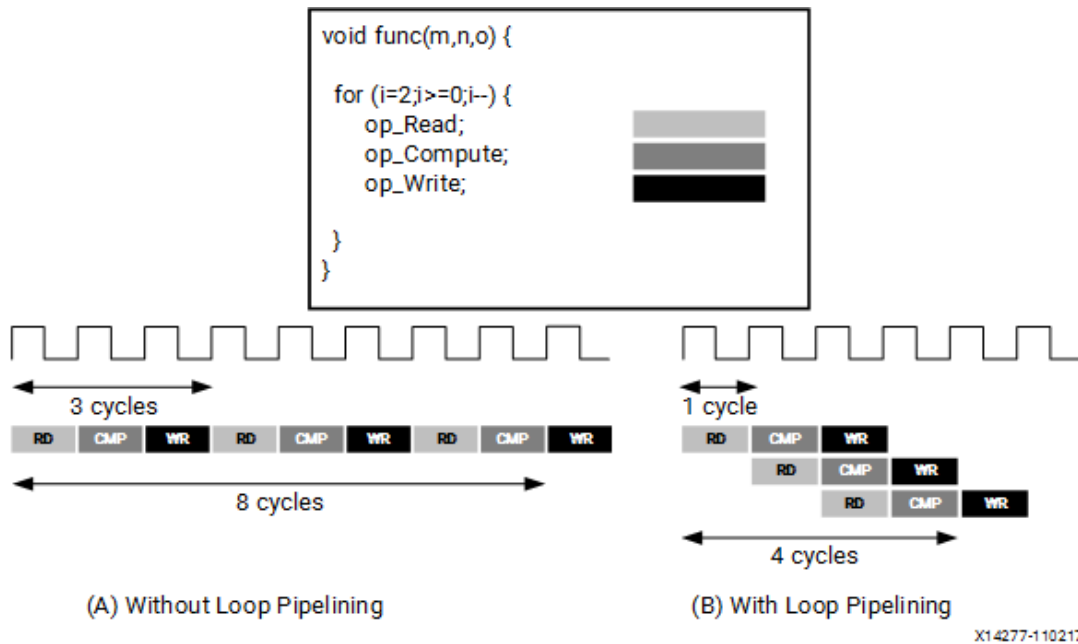 void func(m,n,o) {
for (i=2;i>=0;i--) {
op_Read;
op_Compute;
op_Write;
}
}
3 cycles
RD CMP WR RD CMP WR RD CMP WR
8 cycles
(A) Without Loop Pipelining
1 cycle
RD CMP WR
RD CMP WR
RD CMP WR
4 cycles
(B) With Loop Pipelining
X14277-110217